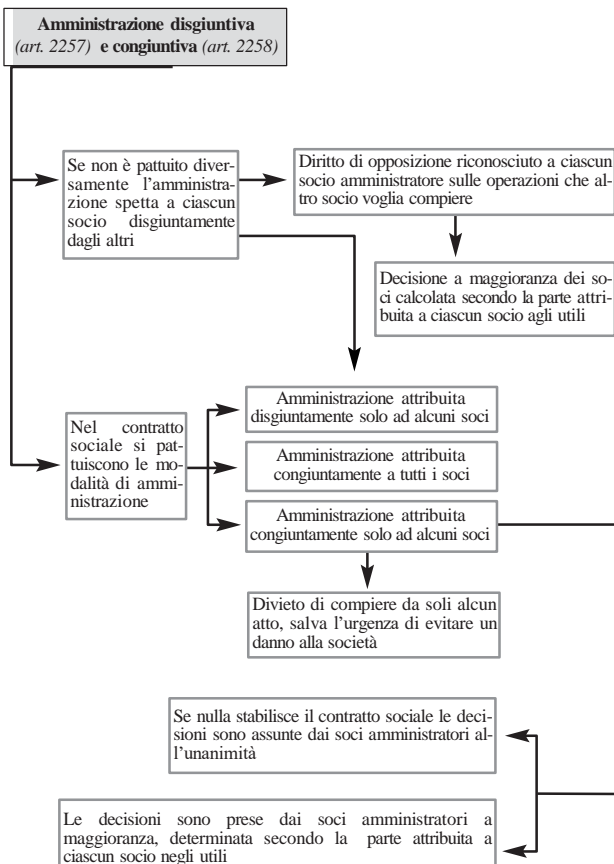 Amministrazione disgiuntiva
(art. 2257) e congiuntiva (art. 2258)
Se non è pattuito diver-
samente l'amministra-
zione spetta a ciascun
socio disgiuntamente
dagli altri
Diritto di opposizione riconosciuto a ciascun
socio amministratore sulle operazioni che al-
tro socio voglia compiere
Decisione a maggioranza dei so-
ci calcolata secondo la parte attri-
buita a ciascun socio agli utili
Nel contratto
sociale si pat-
tuiscono le mo-
dalità di ammi-
nistrazione
Amministrazione attribuita
disgiuntamente solo ad alcuni soci
Amministrazione attribuita
congiuntamente a tutti i soci
Amministrazione attribuita
congiuntamente solo ad alcuni soci
Divieto di compiere da soli alcun
atto, salva l'urgenza di evitare un
danno alla società
Se nulla stabilisce il contratto sociale le deci-
sioni sono assunte dai soci amministratori al-
l'unanimità
Le decisioni sono prese dai soci amministratori a
maggioranza, determinata secondo la parte attribuita a
ciascun socio negli utili